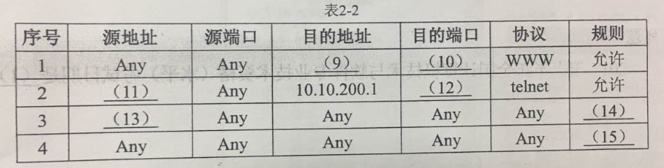 表2-2
序号 源地址 源端口 目的地址 目的端口 协议 规则
1 Any Any （9） （10） WWW 允许
2 （11） Any 10.10.200.1 （12） telnet 允许
3 （13） Any Any Any Any （14）
4 Any Any Any Any Any （15）